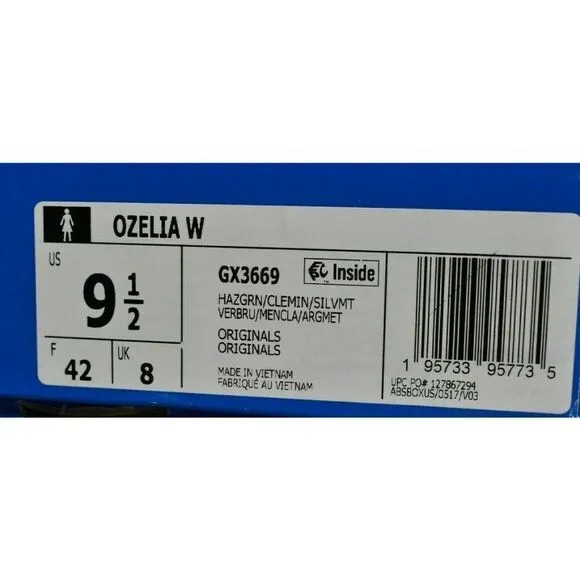 OZELIA W
US
9 1/2
F
42
UK
8
GX3669
Inside
HAZGRN/CLEMIN/SILVMT
VERBRU/MENCLA/ARGMET
ORIGINALS
ORIGINALS
MADE IN VIETNAM
FABRIQUÉ AU VIETNAM
1 95733 95773 5
UPC PO# 127867294
ABSBOXUS/0517/V03